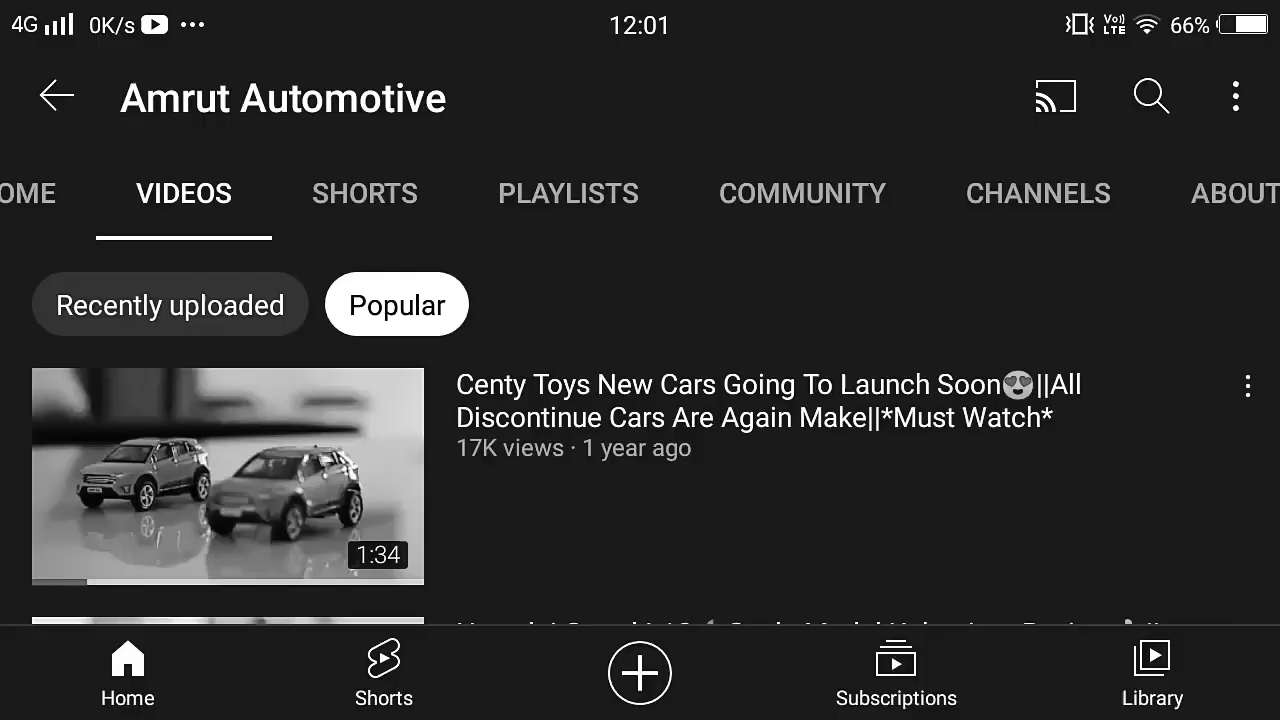 4G 0K/s 12:01 Vo) LTE 66%
Amrut Automotive
OME VIDEOS SHORTS PLAYLISTS COMMUNITY CHANNELS ABOUT
Recently uploaded Popular
Centy Toys New Cars Going To Launch Soon😍||All
Discontinue Cars Are Again Make||*Must Watch*
17K views · 1 year ago
1:34
Home Shorts Subscriptions Library